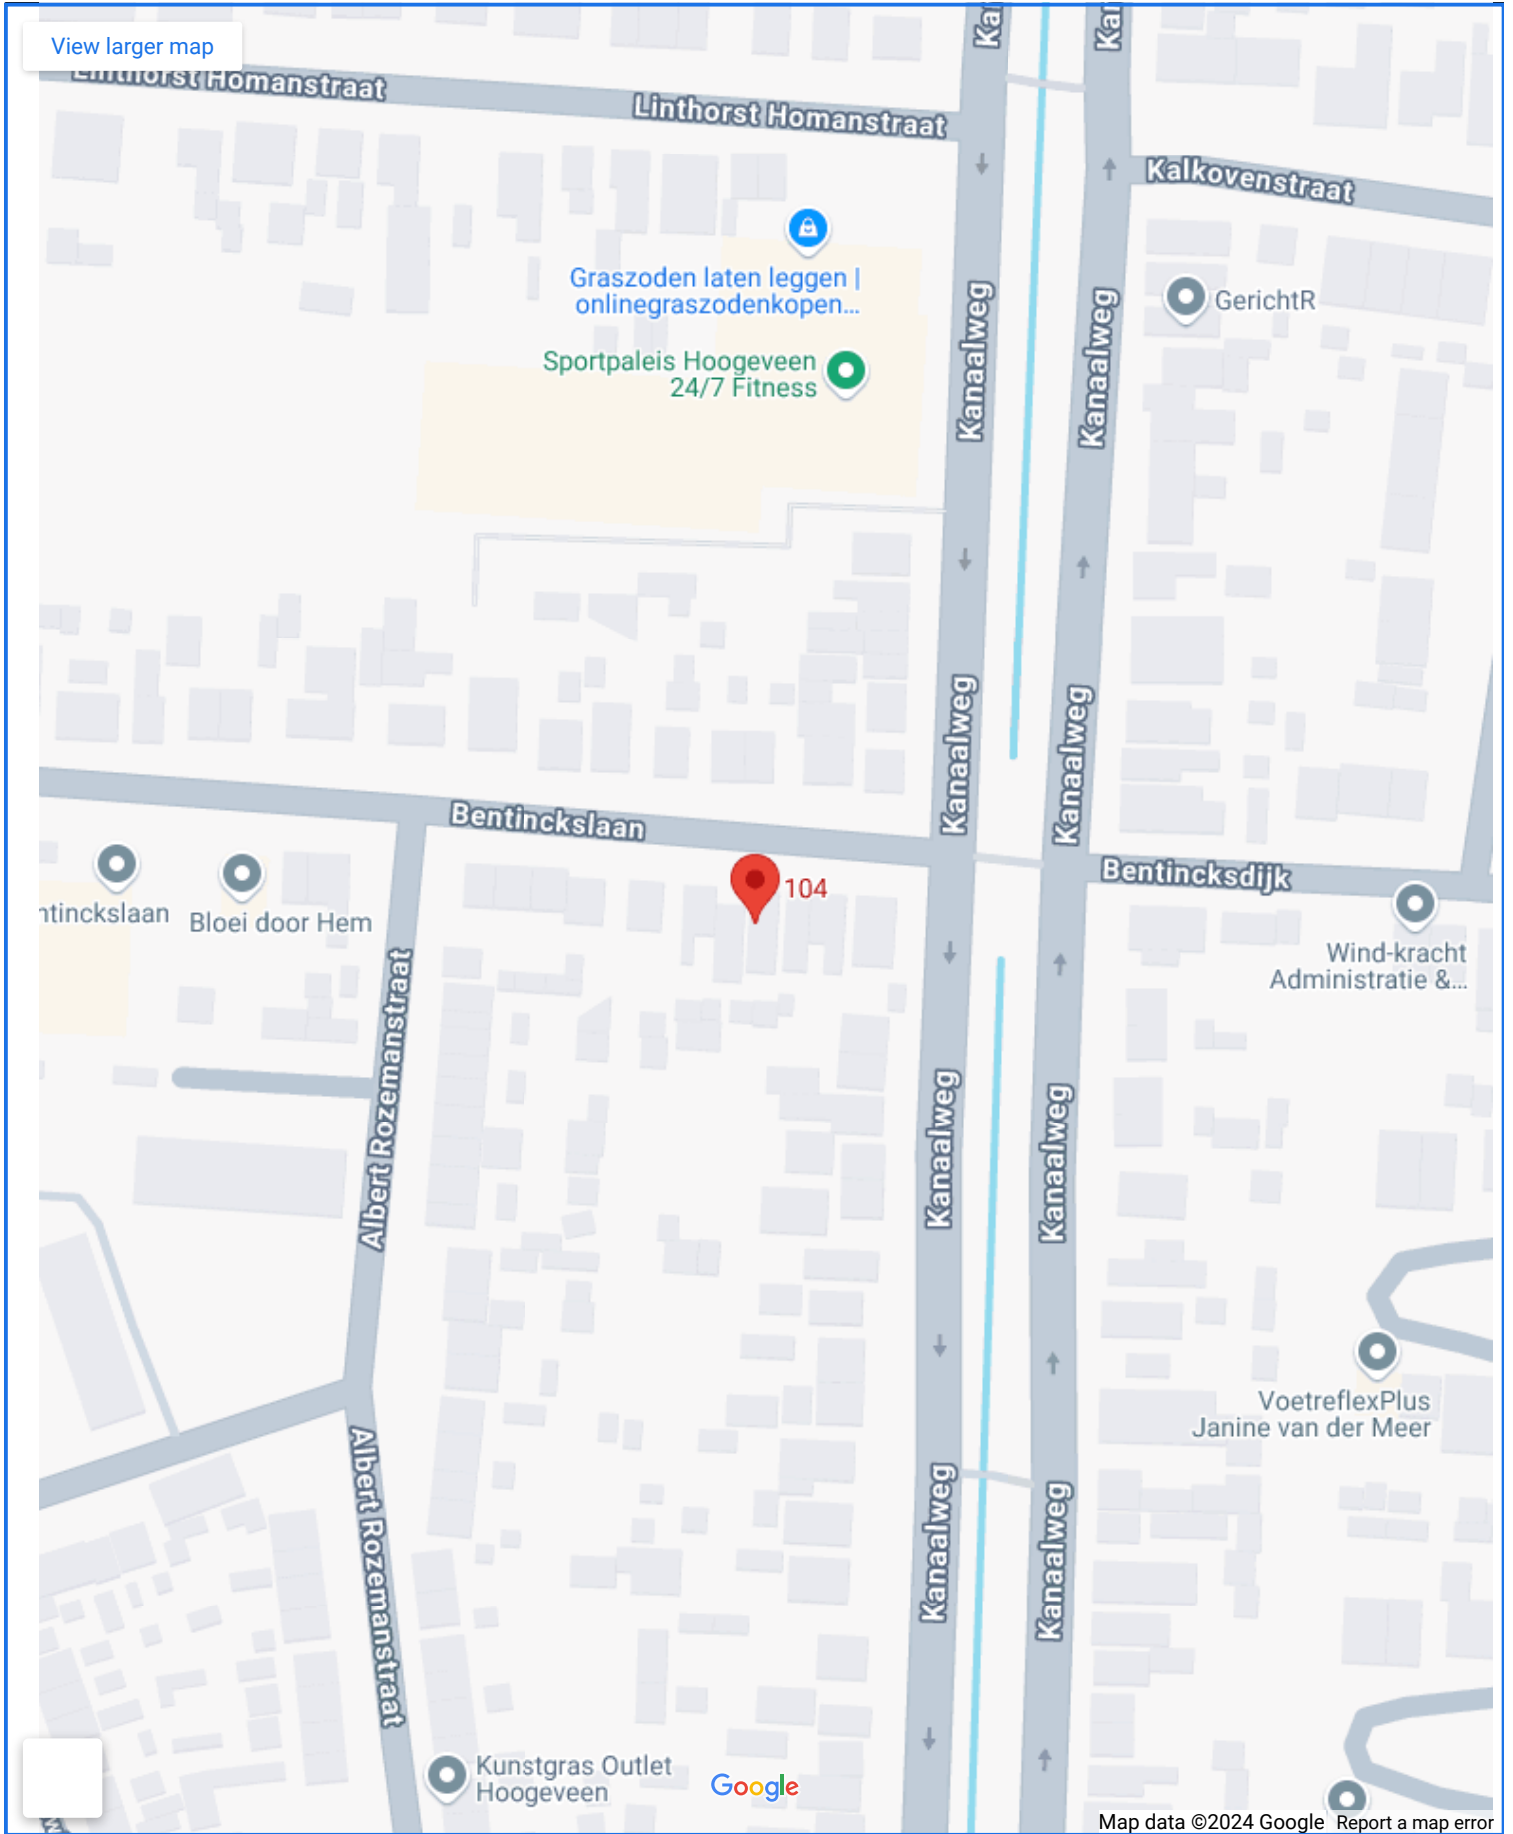 View larger map
Linthorst Homanstraat
Linthorst Homanstraat
Kalkovenstraat
Graszoden laten leggen |
onlinegraszodenkopen...
GerichtR
Sportpaleis Hoogeveen
24/7 Fitness
Kanaalweg
Kanaalweg
Kanaalweg
Kanaalweg
Bentinckslaan
Bentincksdijk
104
ntinckslaan
Bloei door Hem
Wind-kracht
Administratie &...
Albert Rozemanstraat
Kanaalweg
Kanaalweg
VoetreflexPlus
Janine van der Meer
Albert Rozemanstraat
Kanaalweg
Kanaalweg
Kunstgras Outlet
Hoogeveen
Google
Map data ©2024 Google Report a map error